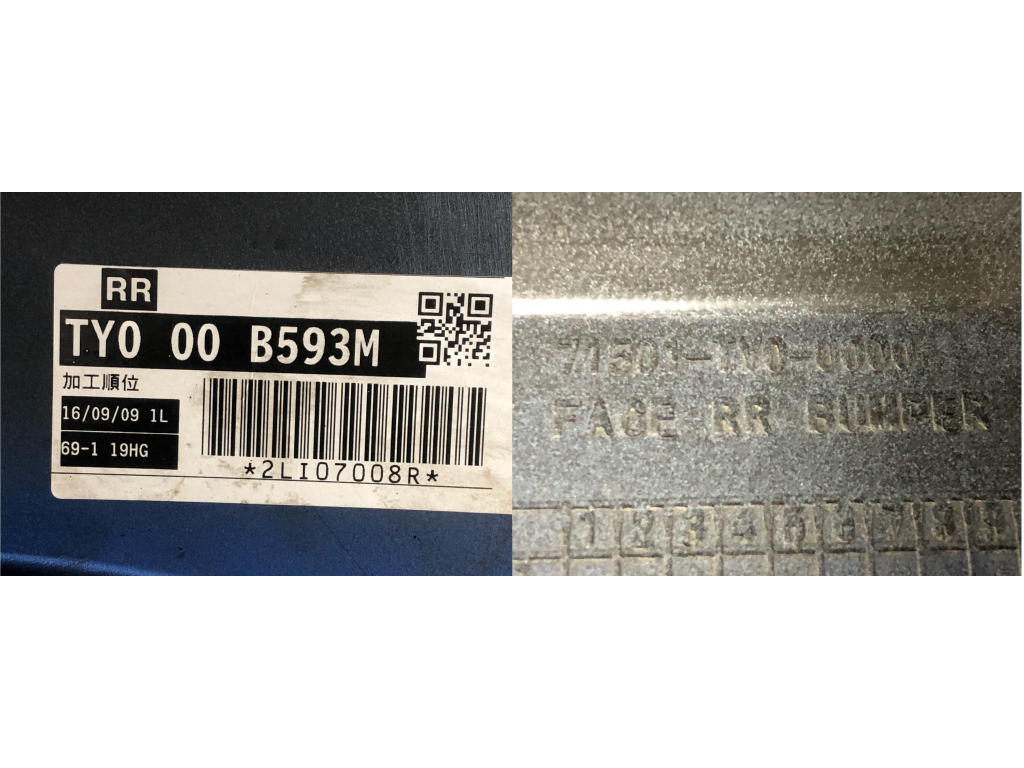 RR
TY0 00 B593M
加工順位
16/09/09 1L
69-1 19HG
*2LI07008R*
71501-TY0-0000
FACE RR BUMPER
1 2 3 4 5 6 7 8 9